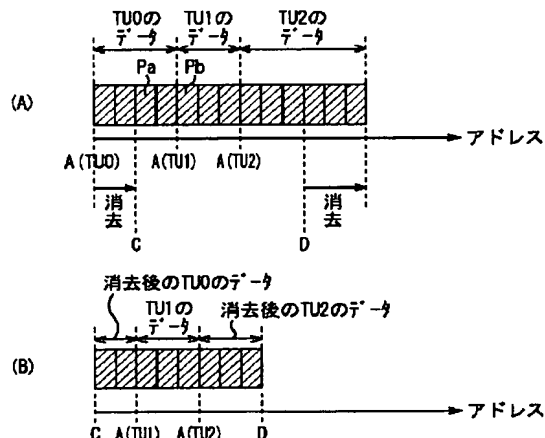 TU0の データ
TU1の データ
TU2の データ
Pa
Pb
(A)
アドレス
A(TU0)
A(TU1)
A(TU2)
消去
消去
C
D
消去後のTU0のデータ
TU1の データ
消去後のTU2のデータ
(B)
アドレス
C
A(TU1)
A(TU2)
D